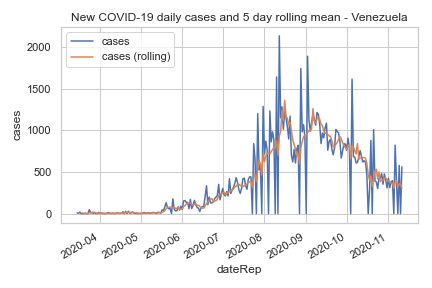 New COVID-19 daily cases and 5 day rolling mean - Venezuela
cases
cases (rolling)
cases
2000
1500
1000
500
0
2020-04
2020-05
2020-06
2020-07
2020-08
2020-09
2020-10
2020-11
dateRep